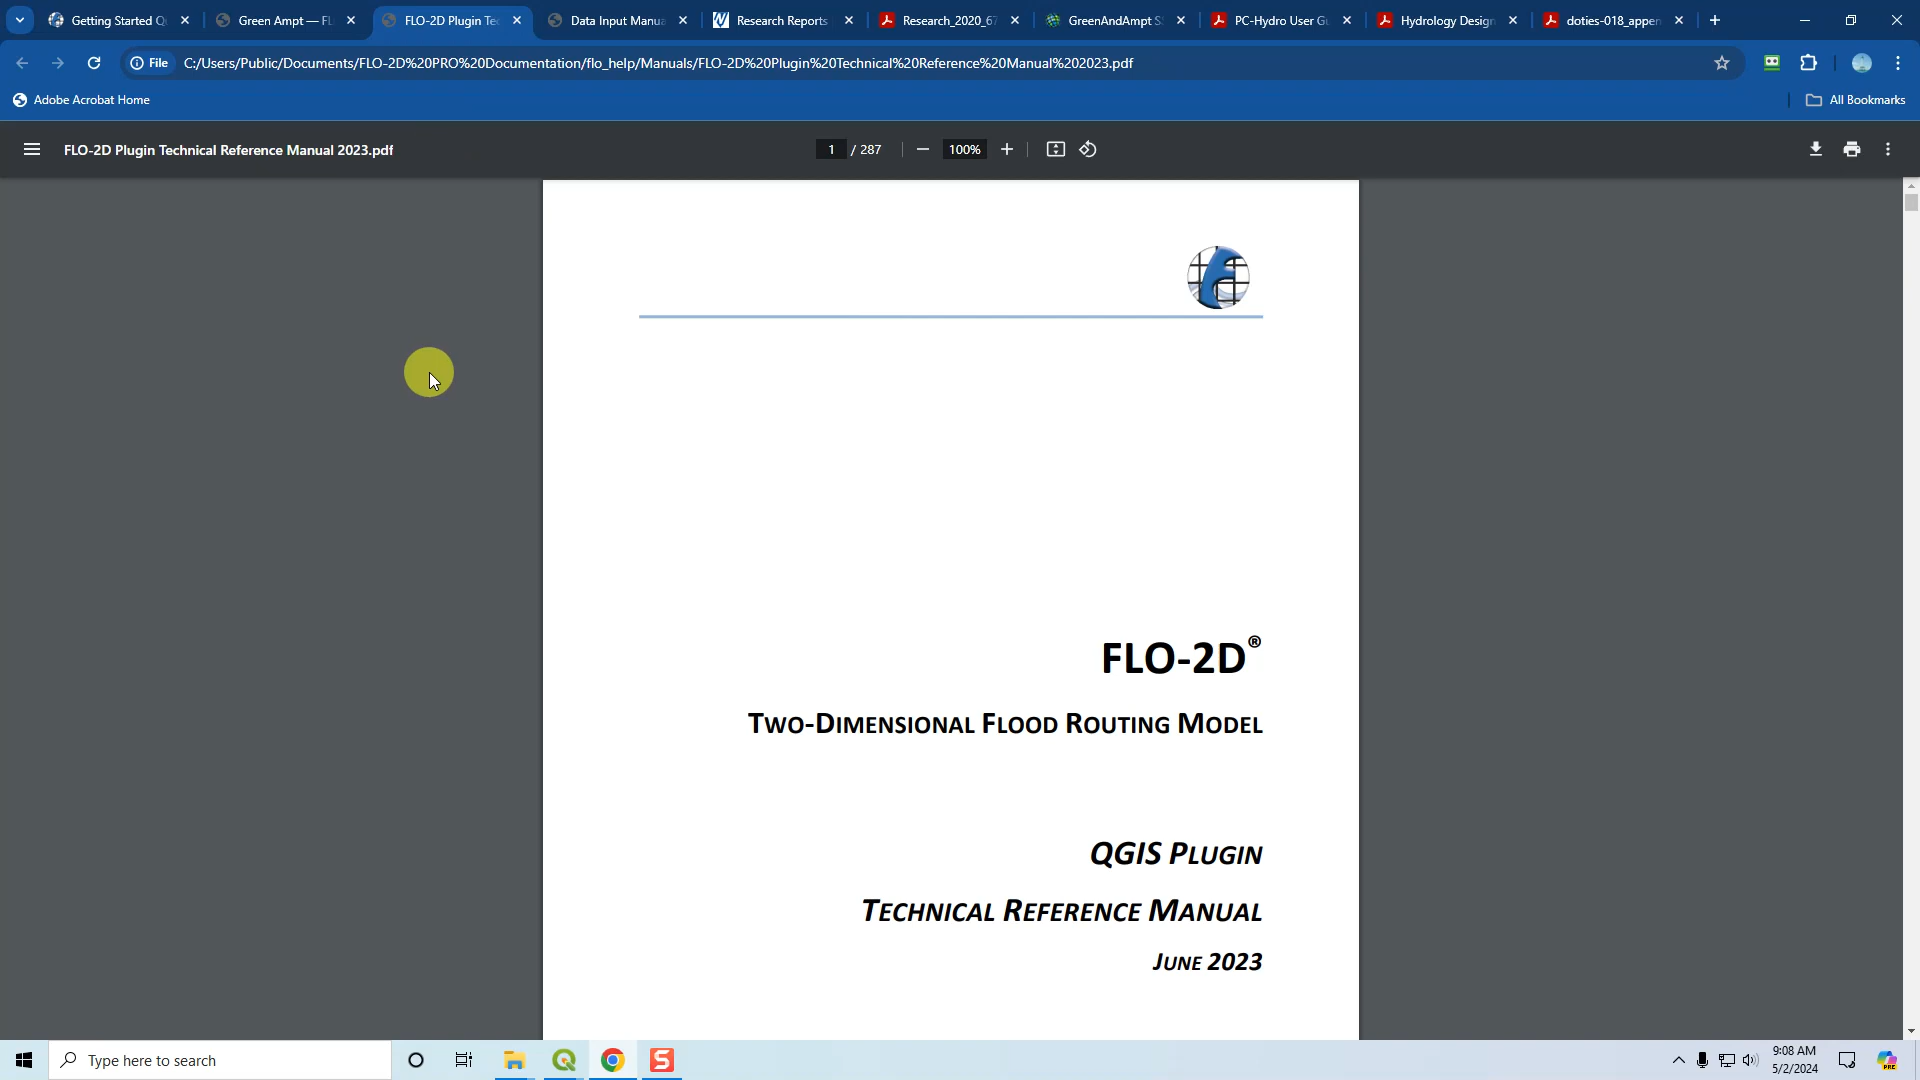 Getting Started Q
Green Ampt — FL
FLO-2D Plugin Tec
Data Input Manua
Research Reports
Research_2020_67
GreenAndAmpt S
PC-Hydro User Gu
Hydrology Design
doties-018_appen
File
C:/Users/Public/Documents/FLO-2D%20PRO%20Documentation/flo_help/Manuals/FLO-2D%20Plugin%20Technical%20Reference%20Manual%202023.pdf
Adobe Acrobat Home
All Bookmarks
FLO-2D Plugin Technical Reference Manual 2023.pdf
1 / 287
100%
FLO-2D®
TWO-DIMENSIONAL FLOOD ROUTING MODEL
QGIS PLUGIN
TECHNICAL REFERENCE MANUAL
JUNE 2023
Type here to search
9:08 AM
5/2/2024